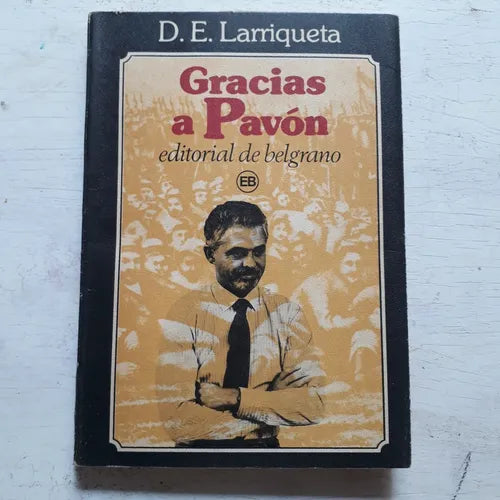 D. E. Larriqueta
Gracias
a Pavón
editorial de belgrano
EB